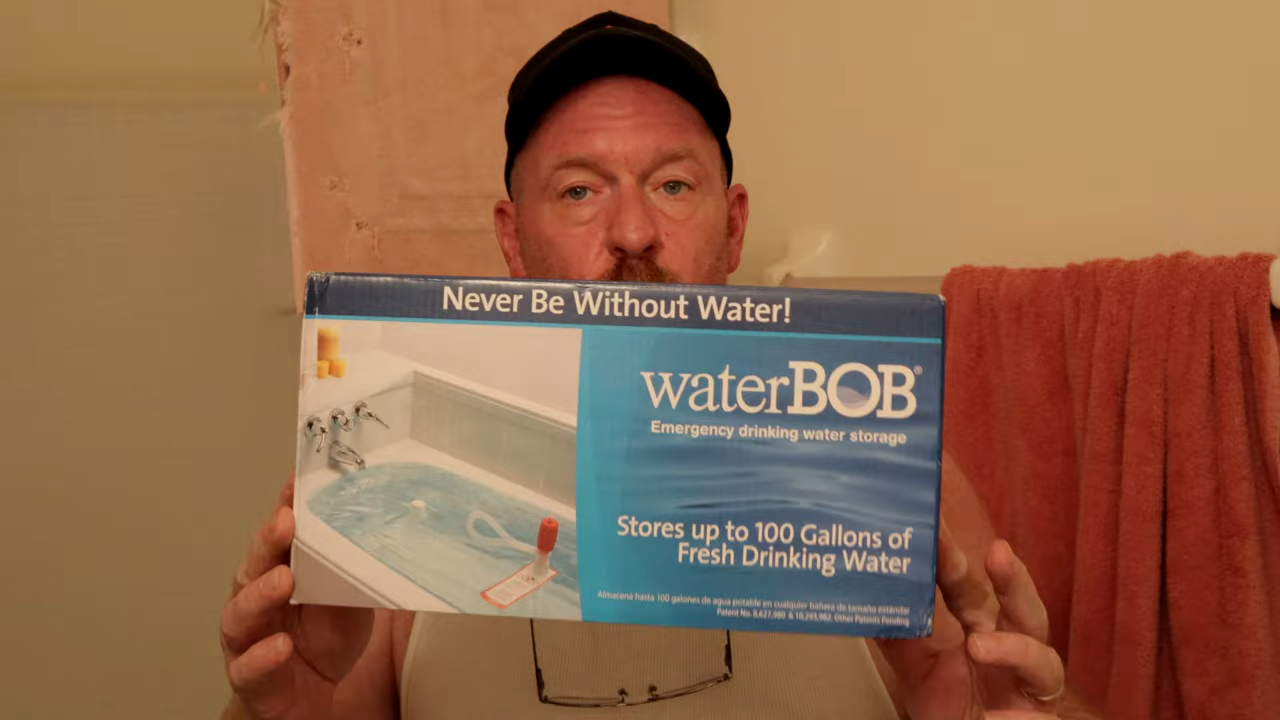 Never Be Without Water!
waterBOB®
Emergency drinking water storage
Stores up to 100 Gallons of
Fresh Drinking Water
Almacena hasta 100 galones de agua potable en cualquier bañera de tamaño estándar
Patent No. 8,627,980 & 10,293,982. Other Patents Pending